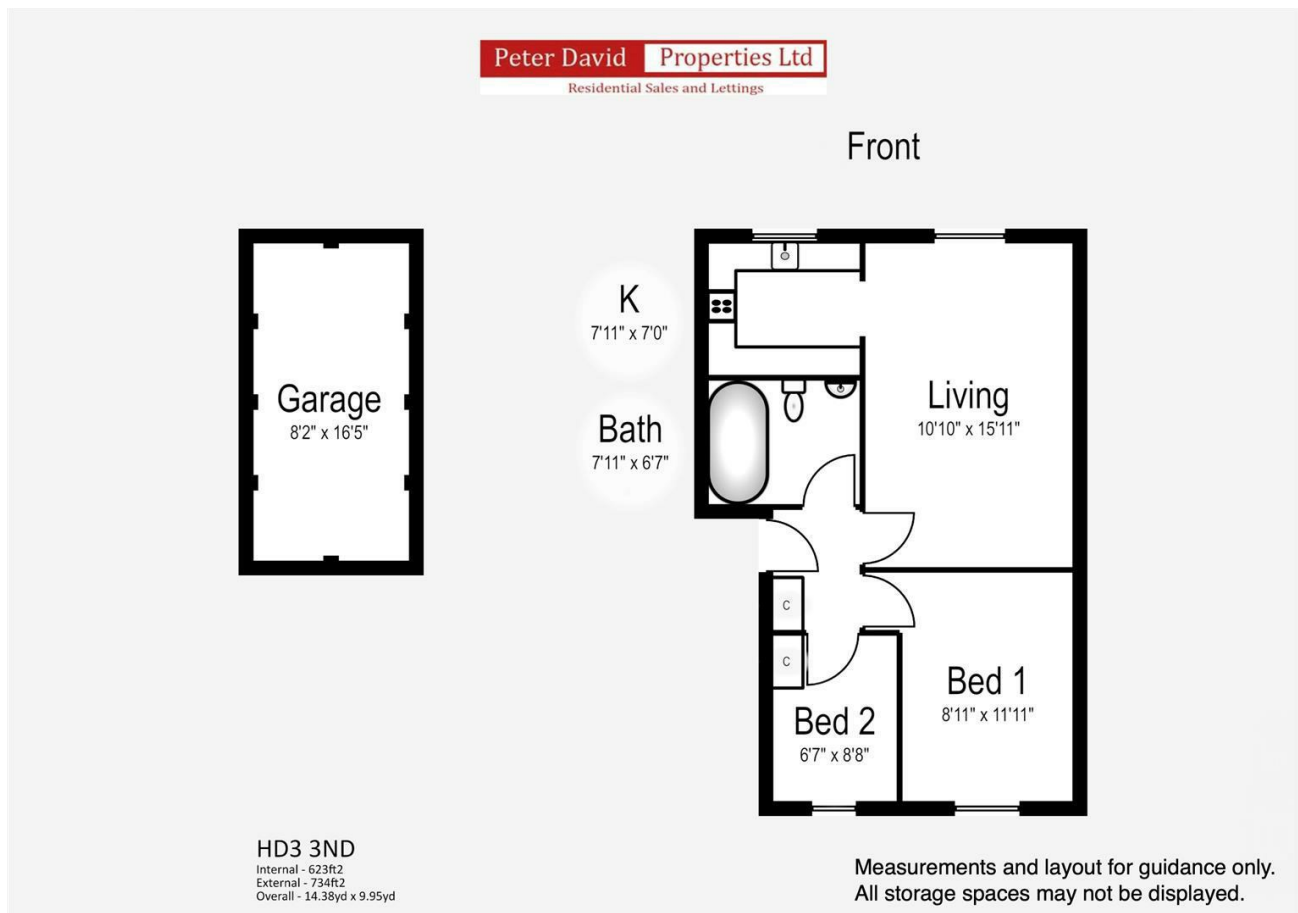 Peter David Properties Ltd
Residential Sales and Lettings
Front
K
7'11" x 7'0"
Garage
8'2" x 16'5"
Living
10'10" x 15'11"
Bath
7'11" x 6'7"
C
C
Bed 1
8'11" x 11'11"
Bed 2
6'7" x 8'8"
HD3 3ND
Internal - 623ft2
External - 734ft2
Overall - 14.38yd x 9.95yd
Measurements and layout for guidance only.
All storage spaces may not be displayed.